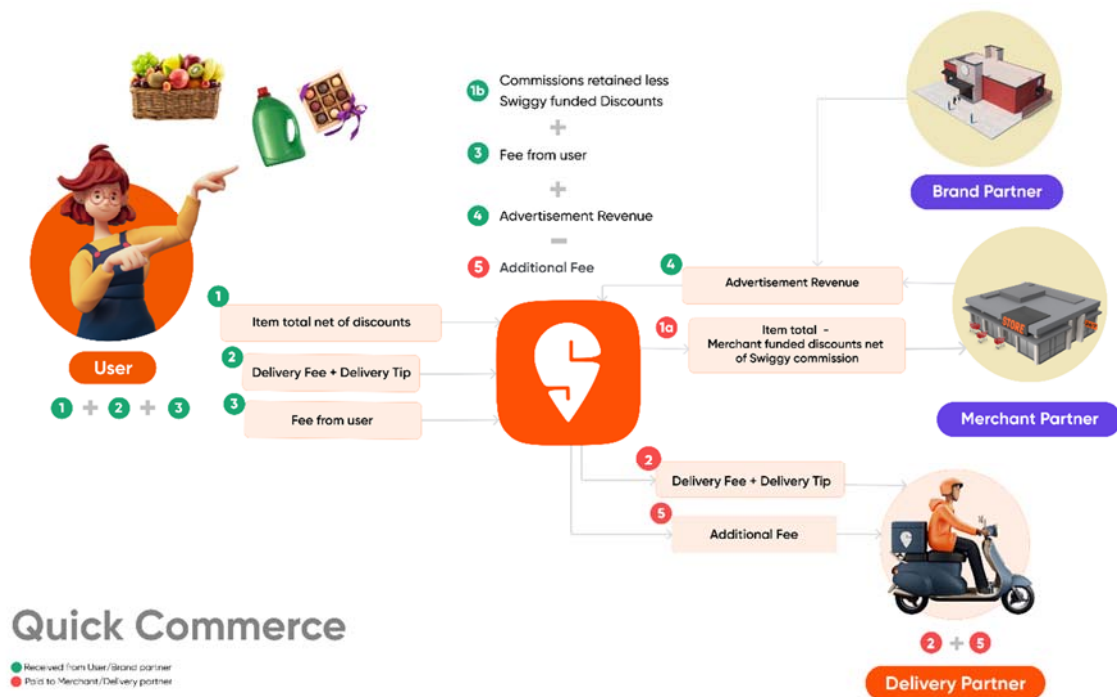 1b
Commissions retained less
Swiggy funded Discounts
+
3
Fee from user
+
4
Advertisement Revenue
−
5
Additional Fee
Brand Partner
1
Item total net of discounts
2
Delivery Fee + Delivery Tip
3
Fee from user
User
1 + 2 + 3
4
Advertisement Revenue
1a
Item total -
Merchant funded discounts net
of Swiggy commission
STORE
Merchant Partner
2
Delivery Fee + Delivery Tip
5
Additional Fee
2 + 5
Delivery Partner
Quick Commerce
Received from User/Brand partner
Paid to Merchant/Delivery partner